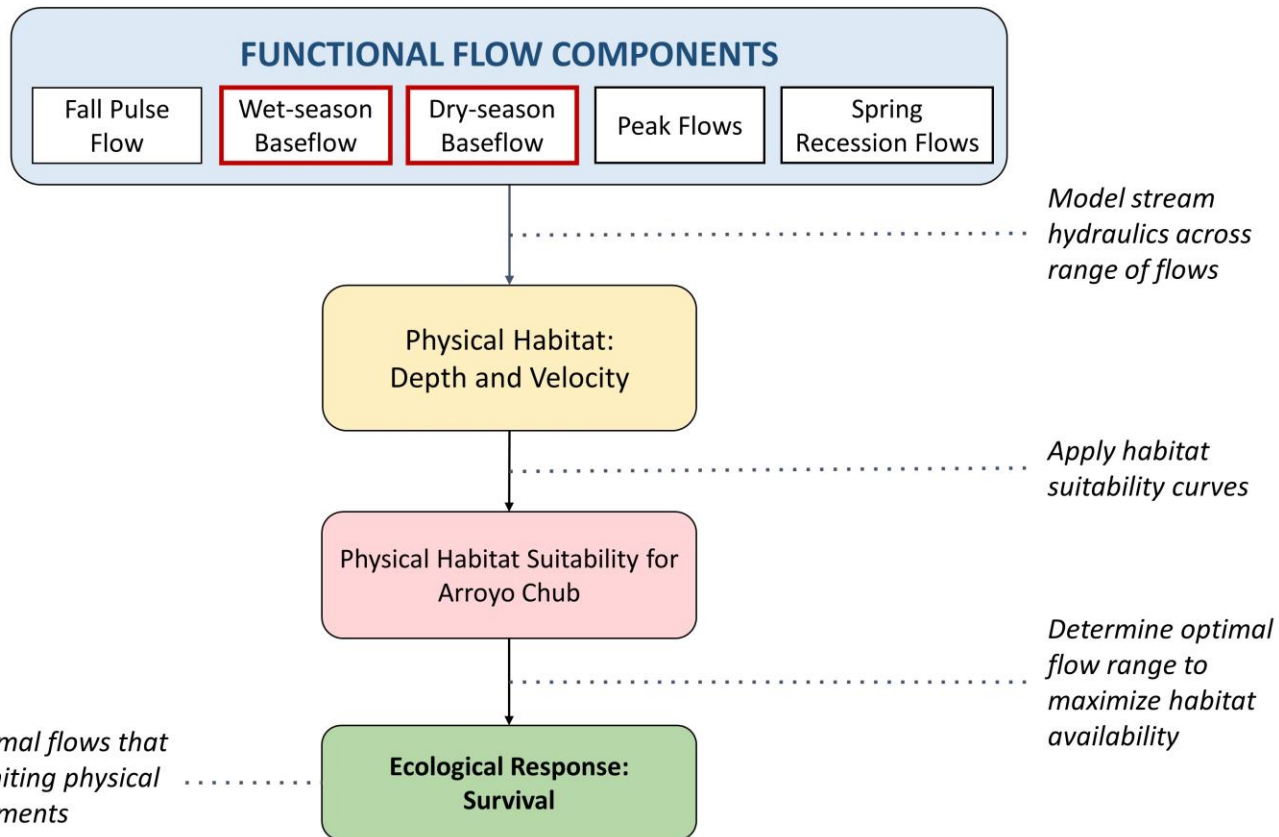 FUNCTIONAL FLOW COMPONENTS
Fall Pulse
Flow
Wet-season
Baseflow
Dry-season
Baseflow
Peak Flows
Spring
Recession Flows
Model stream
hydraulics across
range of flows
Physical Habitat:
Depth and Velocity
Apply habitat
suitability curves
Physical Habitat Suitability for
Arroyo Chub
Determine optimal
flow range to
maximize habitat
availability
flows that
physical
Ecological Response:
Survival